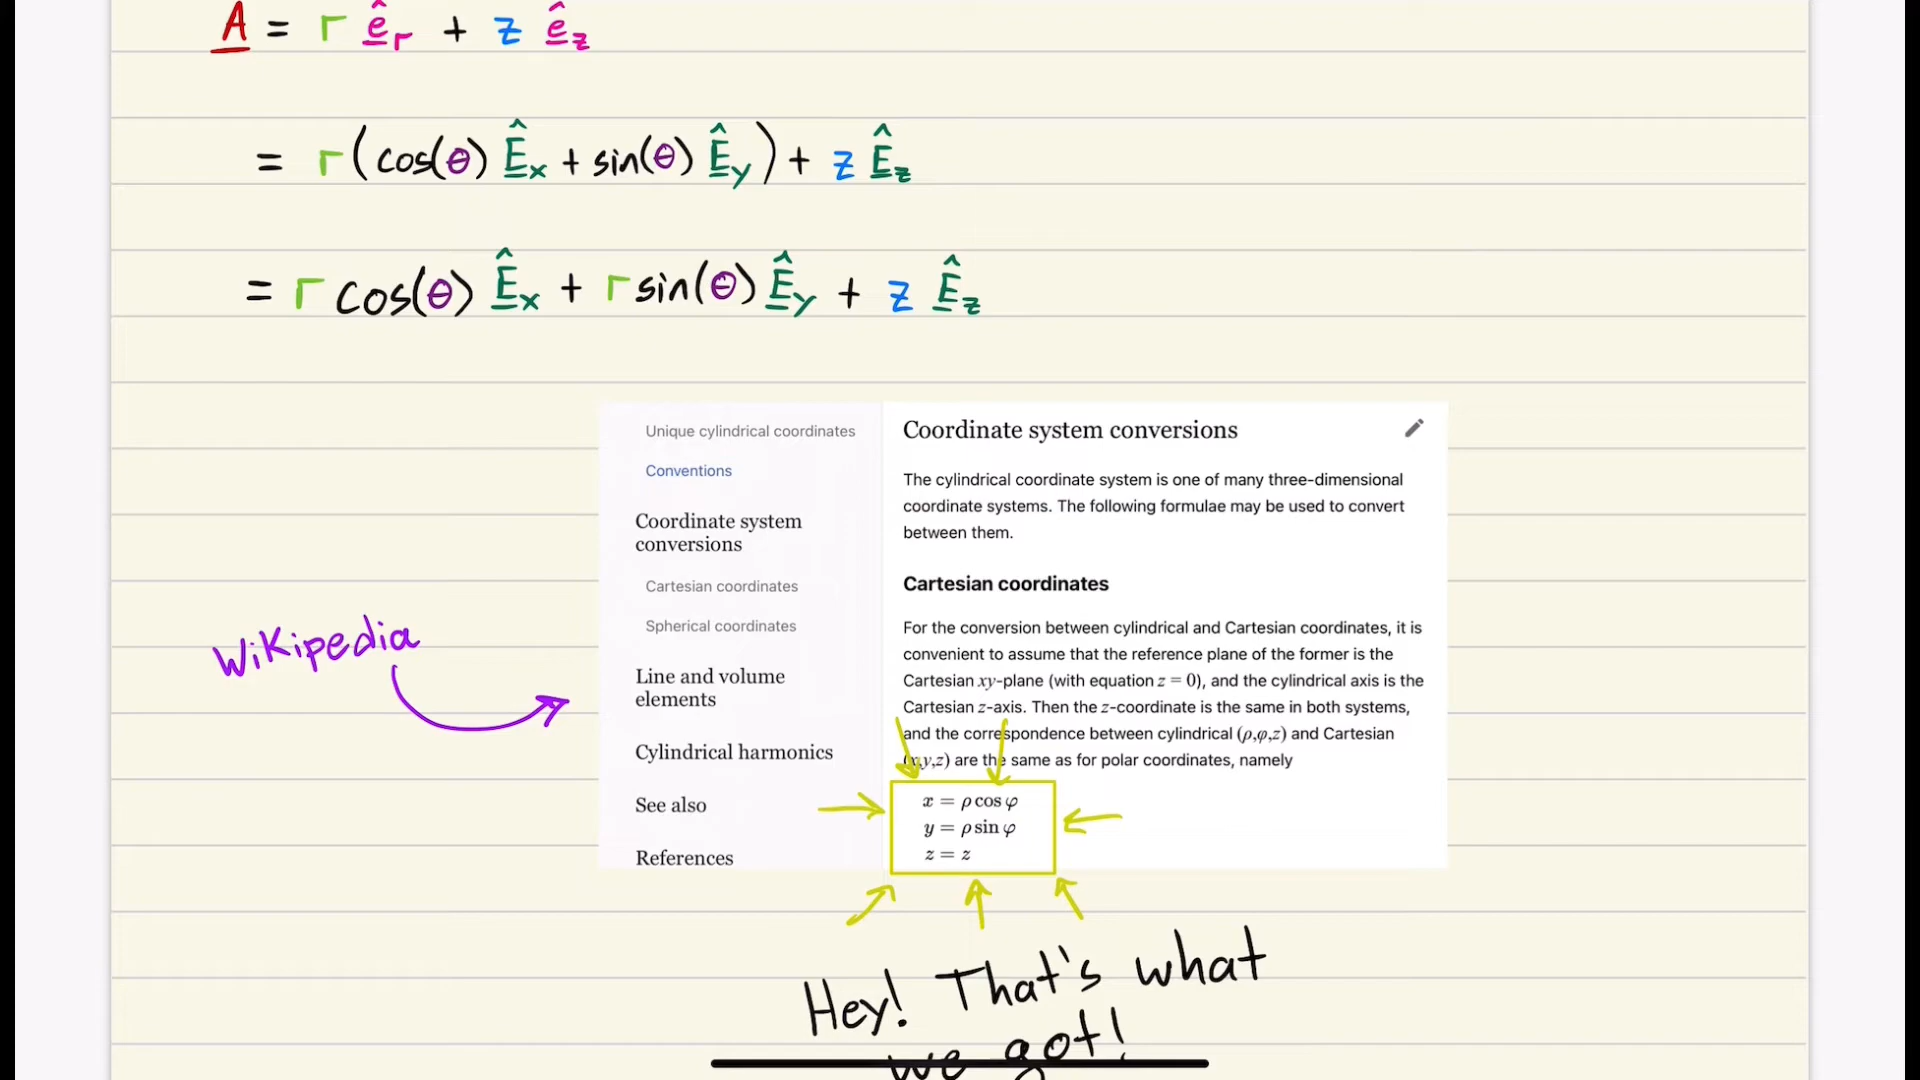 A = r ê_r + z ê_z
= r(cos(θ) Ê_x + sin(θ) Ê_y) + z Ê_z
= r cos(θ) Ê_x + r sin(θ) Ê_y + z Ê_z
Wikipedia
Unique cylindrical coordinates
Conventions
Coordinate system
conversions
Cartesian coordinates
Spherical coordinates
Line and volume
elements
Cylindrical harmonics
See also
References
Coordinate system conversions
The cylindrical coordinate system is one of many three-dimensional
coordinate systems. The following formulae may be used to convert
between them.
Cartesian coordinates
For the conversion between cylindrical and Cartesian coordinates, it is
convenient to assume that the reference plane of the former is the
Cartesian xy-plane (with equation z = 0), and the cylindrical axis is the
Cartesian z-axis. Then the z-coordinate is the same in both systems,
and the correspondence between cylindrical (ρ,φ,z) and Cartesian
(x,y,z) are the same as for polar coordinates, namely
x = ρ cos φ
y = ρ sin φ
z = z
Hey! That's what
we got!